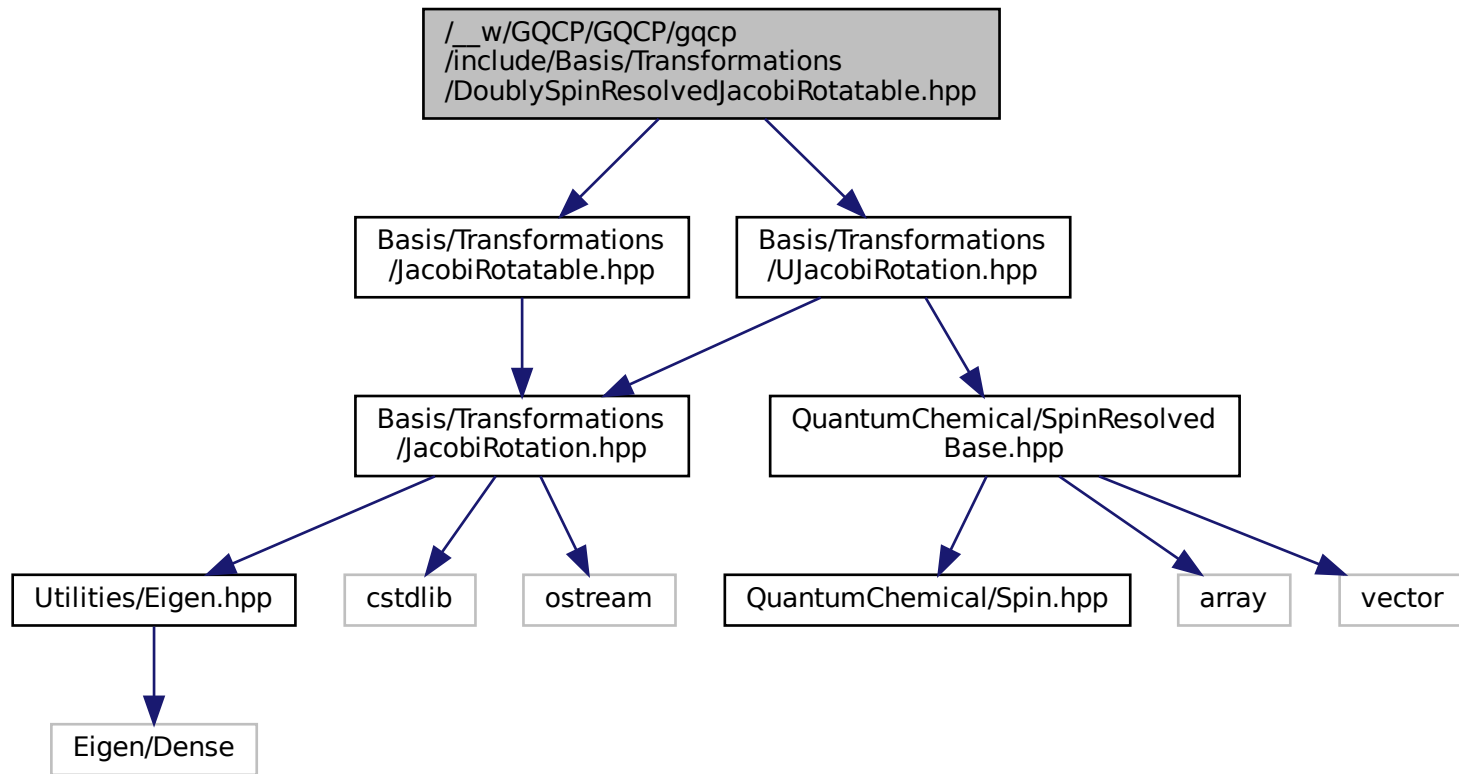 /__w/GQCP/GQCP/gqcp
/include/Basis/Transformations
/DoublySpinResolvedJacobiRotatable.hpp
Basis/Transformations
/JacobiRotatable.hpp
Basis/Transformations
/UJacobiRotation.hpp
Basis/Transformations
/JacobiRotation.hpp
QuantumChemical/SpinResolved
Base.hpp
Utilities/Eigen.hpp
cstdlib
ostream
QuantumChemical/Spin.hpp
array
vector
Eigen/Dense